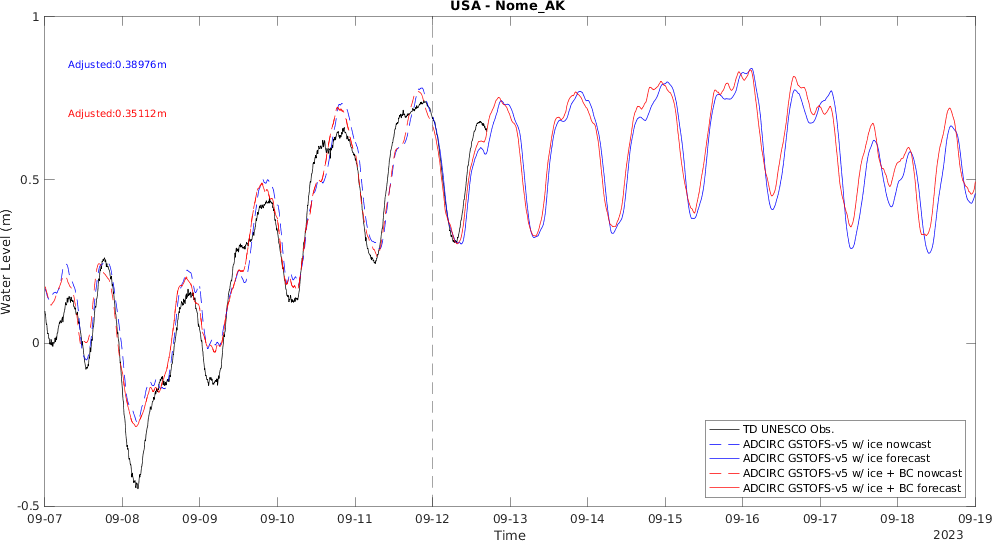 USA - Nome_AK
Adjusted:0.38976m
Adjusted:0.35112m
Water Level (m)
1
0.5
0
-0.5
09-07 09-08 09-09 09-10 09-11 09-12 09-13 09-14 09-15 09-16 09-17 09-18 09-19
Time
2023
TD UNESCO Obs.
ADCIRC GSTOFS-v5 w/ ice nowcast
ADCIRC GSTOFS-v5 w/ ice forecast
ADCIRC GSTOFS-v5 w/ ice + BC nowcast
ADCIRC GSTOFS-v5 w/ ice + BC forecast